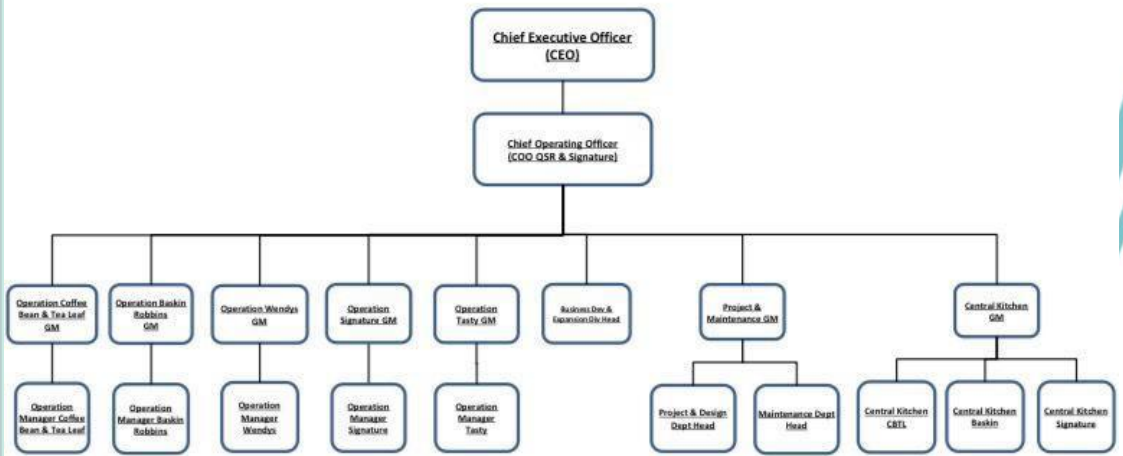 Chief Executive Officer
(CEO)
Chief Operating Officer
(COO QSR & Signature)
Operation Coffee
Bean & Tea Leaf
GM
Operation Baskin
Robbins
GM
Operation Wendys
GM
Operation
Signature GM
Operation
Tasty GM
Business Dev &
Expansion Div Head
Project &
Maintenance GM
Central Kitchen
GM
Operation
Manager Coffee
Bean & Tea Leaf
Operation
Manager Baskin
Robbins
Operation
Manager
Wendys
Operation
Manager
Signature
Operation
Manager
Tasty
Project & Design
Dept Head
Maintenance Dept
Head
Central Kitchen
CBTL
Central Kitchen
Baskin
Central Kitchen
Signature